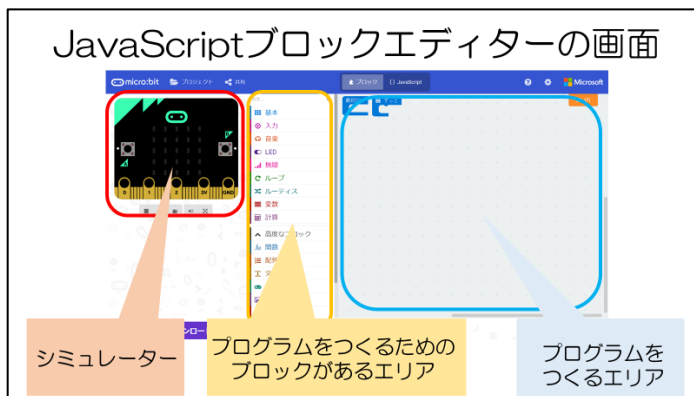 JavaScriptブロックエディターの画面
micro:bit プロジェクト 共有
ブロック {} JavaScript
Microsoft
基本
入力
音楽
LED
無線
ループ
変数
計算
高度なブロック
関数
0 1 2 3V GND
シミュレーター
プログラムをつくるための
ブロックがあるエリア
プログラムを
つくるエリア